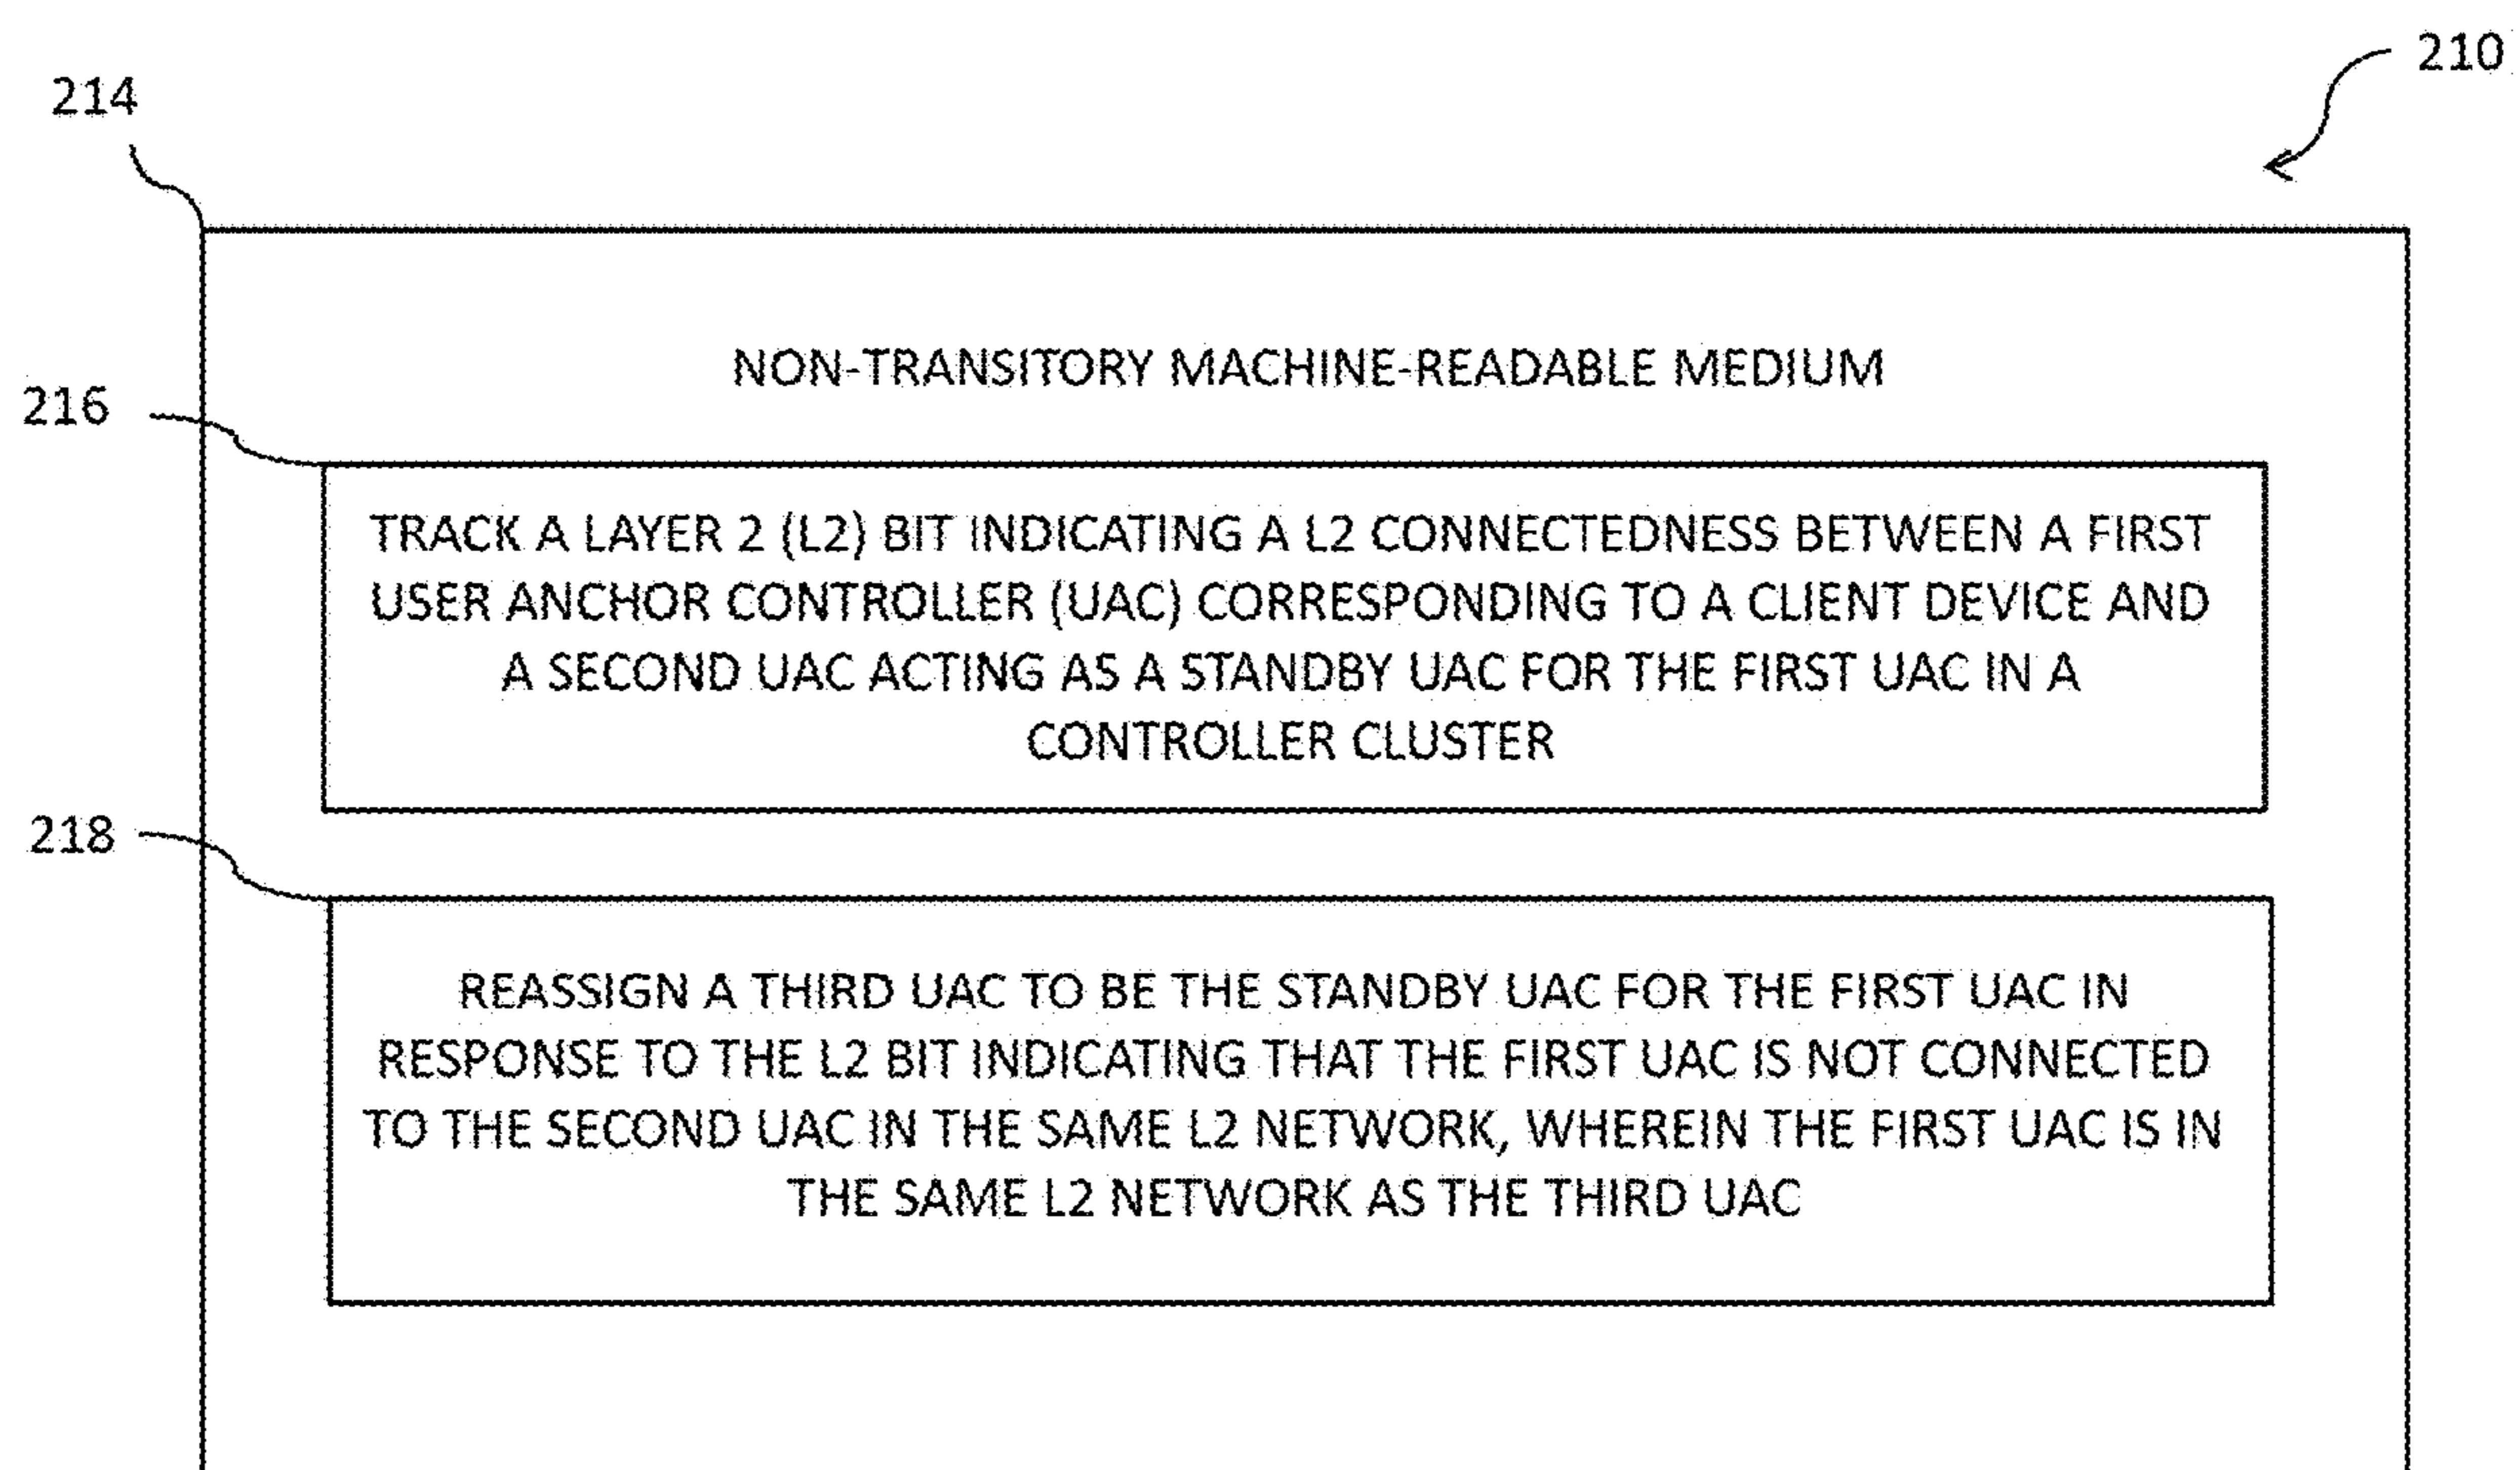 210
214
NON-TRANSITORY MACHINE-READABLE MEDIUM
216
TRACK A LAYER 2 (L2) BIT INDICATING A L2 CONNECTEDNESS BETWEEN A FIRST
USER ANCHOR CONTROLLER (UAC) CORRESPONDING TO A CLIENT DEVICE AND
A SECOND UAC ACTING AS A STANDBY UAC FOR THE FIRST UAC IN A
CONTROLLER CLUSTER
218
REASSIGN A THIRD UAC TO BE THE STANDBY UAC FOR THE FIRST UAC IN
RESPONSE TO THE L2 BIT INDICATING THAT THE FIRST UAC IS NOT CONNECTED
TO THE SECOND UAC IN THE SAME L2 NETWORK, WHEREIN THE FIRST UAC IS IN
THE SAME L2 NETWORK AS THE THIRD UAC